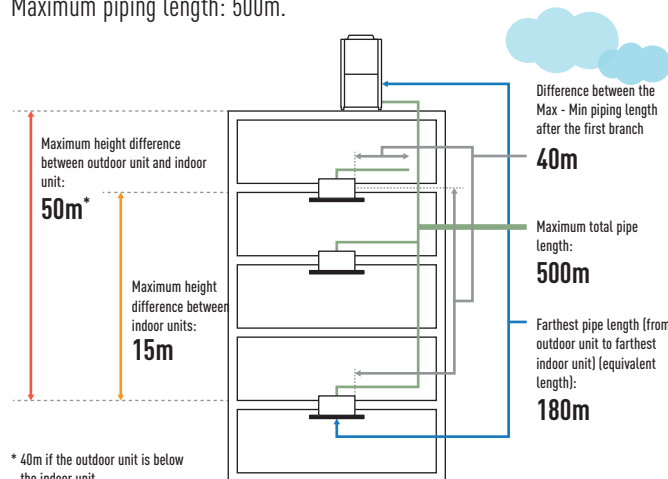 Maximum piping length: 500m.
Difference between the
Max - Min piping length
after the first branch
40m
Maximum height difference
between outdoor unit and indoor
unit:
50m*
Maximum total pipe
length:
500m
Maximum height
difference between
indoor units:
15m
Farthest pipe length (from
outdoor unit to farthest
indoor unit) (equivalent
length):
180m
* 40m if the outdoor unit is below
the indoor unit